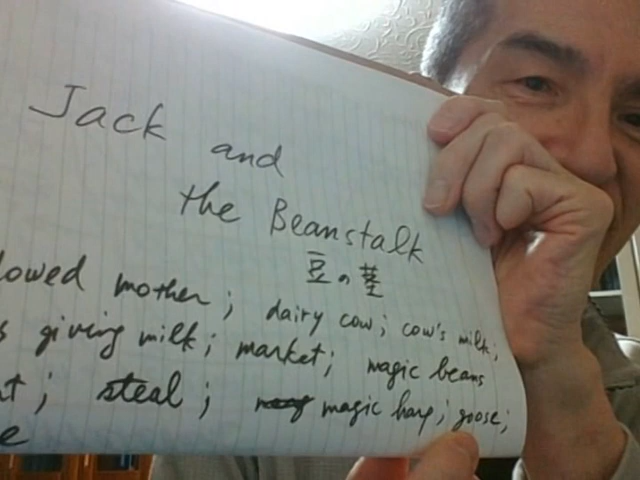 Jack and
the Beanstalk
豆の茎
lowed mother; dairy cow; cow's milk;
s giving milk; market; magic beans
t; steal; magic harp; goose;
e